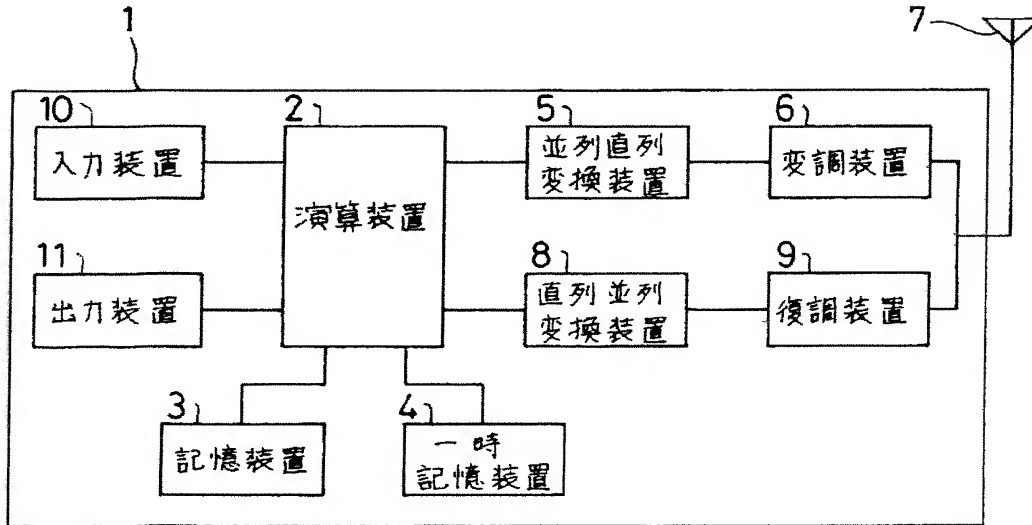 1
7
10
入力装置
2
演算装置
5
並列直列
変換装置
6
変調装置
11
出力装置
8
直列並列
変換装置
9
復調装置
3
記憶装置
4
一時
記憶装置